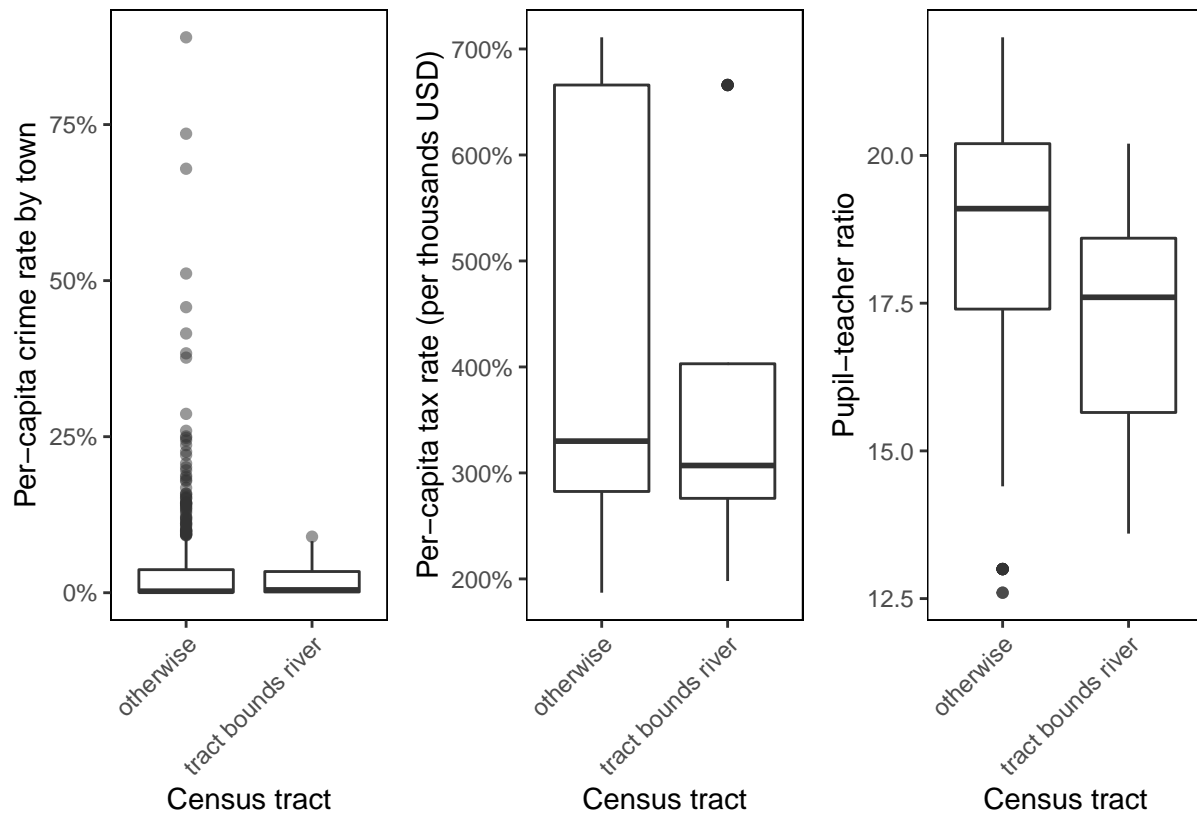 Per−capita crime rate by town
75%
50%
25%
0%
otherwise
tract bounds river
Census tract
Per−capita tax rate (per thousands USD)
700%
600%
500%
400%
300%
200%
otherwise
tract bounds river
Census tract
Pupil−teacher ratio
20.0
17.5
15.0
12.5
otherwise
tract bounds river
Census tract